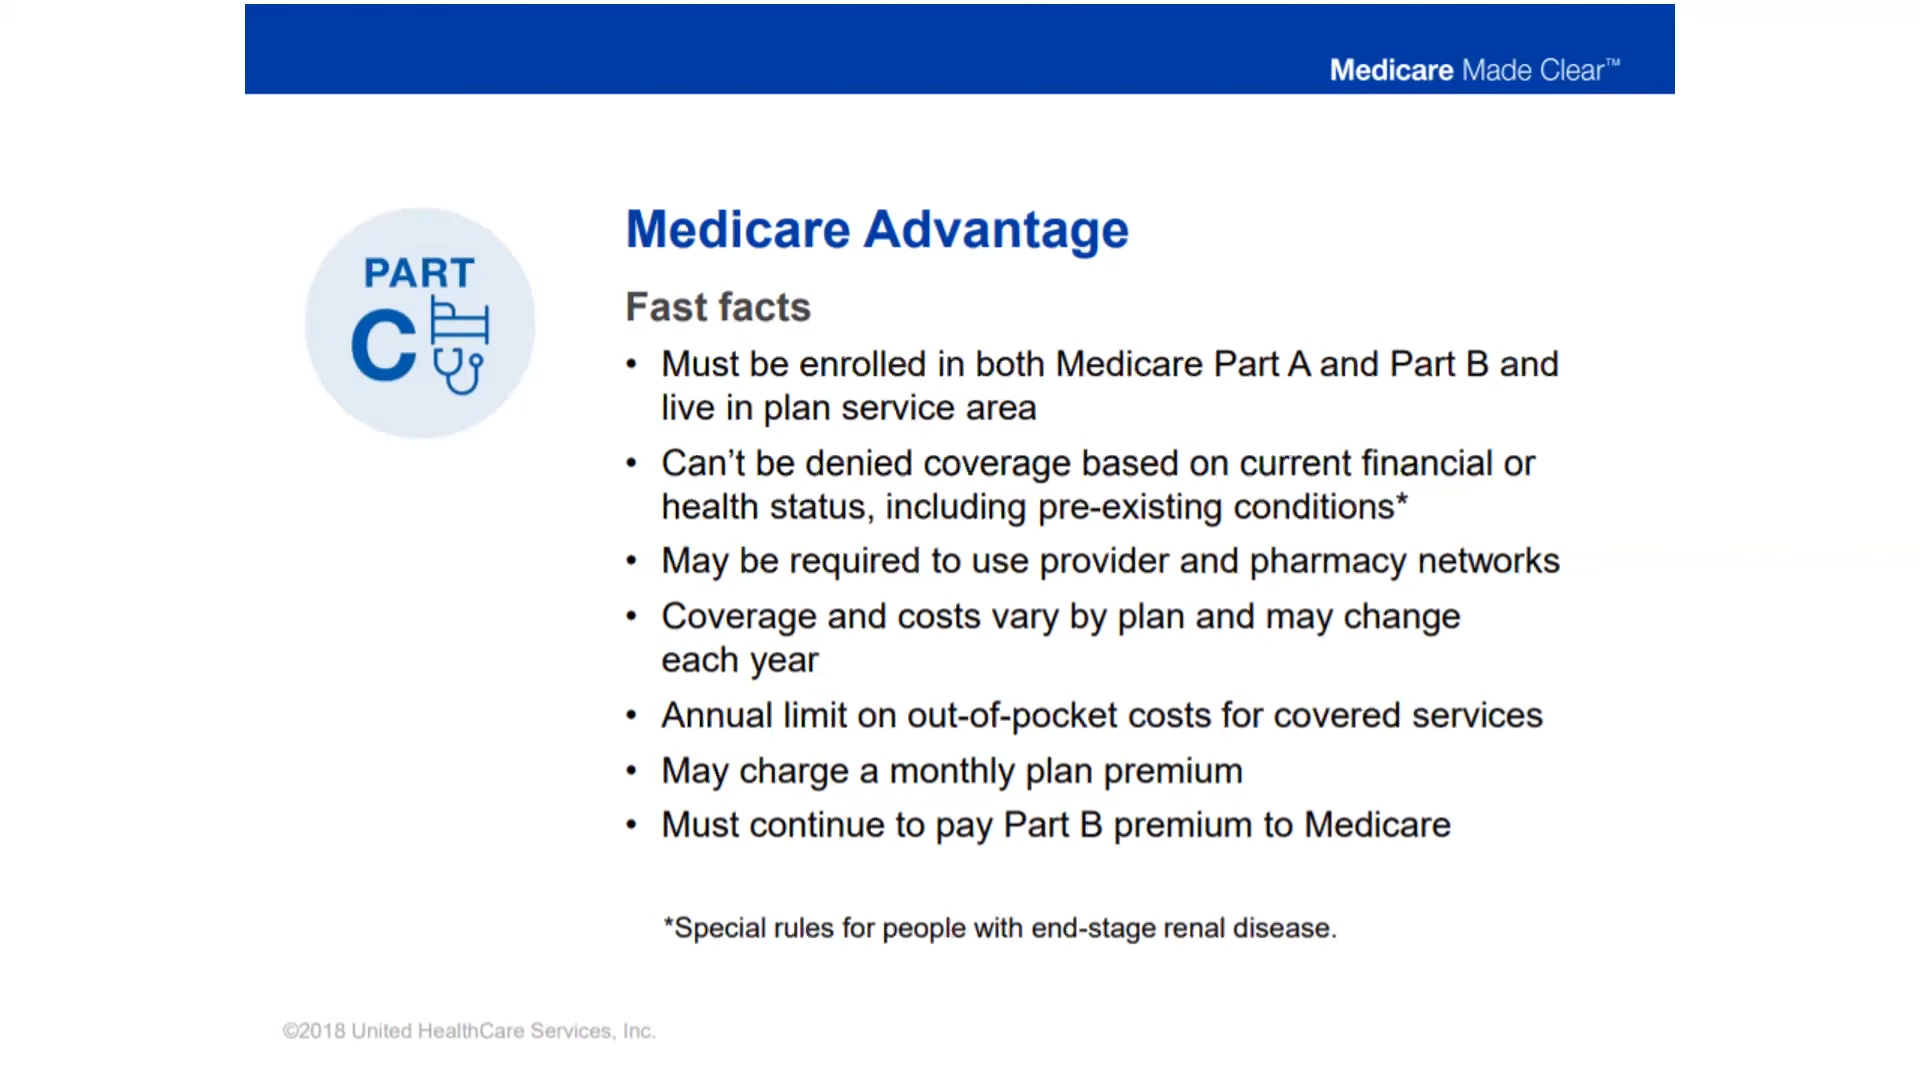 Medicare Made Clear™
PART
C
Medicare Advantage
Fast facts
• Must be enrolled in both Medicare Part A and Part B and
live in plan service area
• Can’t be denied coverage based on current financial or
health status, including pre-existing conditions*
• May be required to use provider and pharmacy networks
• Coverage and costs vary by plan and may change
each year
• Annual limit on out-of-pocket costs for covered services
• May charge a monthly plan premium
• Must continue to pay Part B premium to Medicare
*Special rules for people with end-stage renal disease.
©2018 United HealthCare Services, Inc.